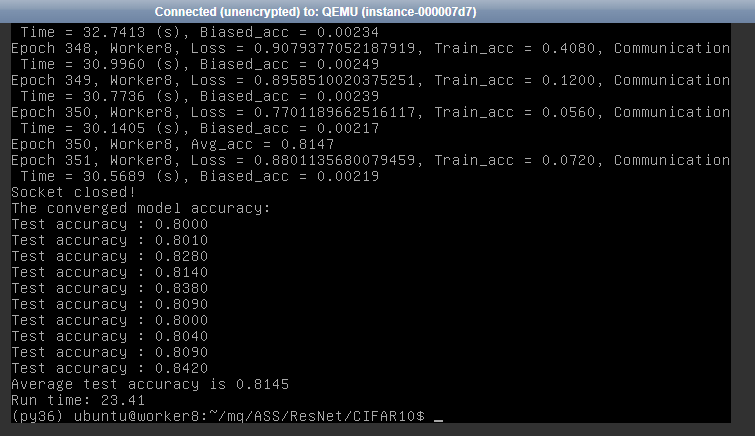 Connected (unencrypted) to: QEMU (instance-000007d7)
Time = 32.7413 (s), Biased_acc = 0.00234
Epoch 348, Worker8, Loss = 0.9079377052187919, Train_acc = 0.4080, Communication
Time = 30.9960 (s), Biased_acc = 0.00249
Epoch 349, Worker8, Loss = 0.8958510020375251, Train_acc = 0.1200, Communication
Time = 30.7736 (s), Biased_acc = 0.00239
Epoch 350, Worker8, Loss = 0.7701189662516117, Train_acc = 0.0560, Communication
Time = 30.1405 (s), Biased_acc = 0.00217
Epoch 350, Worker8, Avg_acc = 0.8147
Epoch 351, Worker8, Loss = 0.8801135680079459, Train_acc = 0.0720, Communication
Time = 30.5689 (s), Biased_acc = 0.00219
Socket closed!
The converged model accuracy:
Test accuracy : 0.8000
Test accuracy : 0.8010
Test accuracy : 0.8280
Test accuracy : 0.8140
Test accuracy : 0.8380
Test accuracy : 0.8090
Test accuracy : 0.8000
Test accuracy : 0.8040
Test accuracy : 0.8090
Test accuracy : 0.8420
Average test accuracy is 0.8145
Run time: 23.41
(py36) ubuntu@worker8:~/mq/ASS/ResNet/CIFAR10$ _